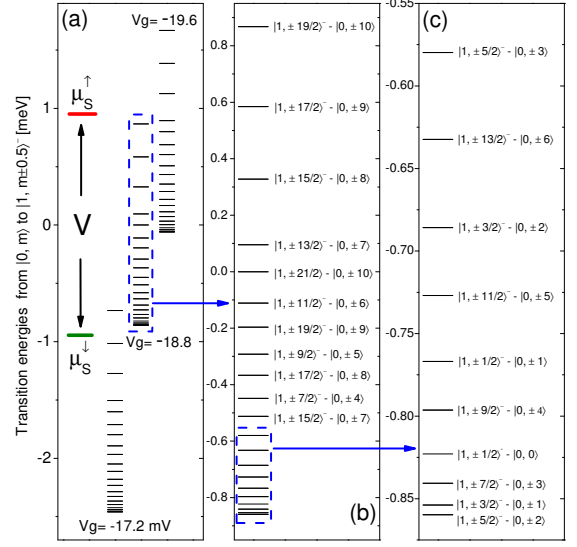 Transition energies from |0, m⟩ to |1, m±0.5⟩⁻ [meV]
1
0
-1
-2
(a)
Vg= -19.6
μ_S^↑
V
μ_S^↓
Vg= -18.8
Vg= -17.2 mV
0.8
0.6
0.4
0.2
0.0
-0.2
-0.4
-0.6
-0.8
|1, ± 19/2⟩⁻ - |0, ± 10⟩
|1, ± 17/2⟩⁻ - |0, ± 9⟩
|1, ± 15/2⟩⁻ - |0, ± 8⟩
|1, ± 13/2⟩⁻ - |0, ± 7⟩
|1, ± 21/2⟩ - |0, ± 10⟩
|1, ± 11/2⟩⁻ - |0, ± 6⟩
|1, ± 19/2⟩⁻ - |0, ± 9⟩
|1, ± 9/2⟩⁻ - |0, ± 5⟩
|1, ± 17/2⟩⁻ - |0, ± 8⟩
|1, ± 7/2⟩⁻ - |0, ± 4⟩
|1, ± 15/2⟩⁻ - |0, ± 7⟩
(b)
(c)
-0.55
-0.60
-0.65
-0.70
-0.75
-0.80
-0.85
|1, ± 5/2⟩⁻ - |0, ± 3⟩
|1, ± 13/2⟩⁻ - |0, ± 6⟩
|1, ± 3/2⟩⁻ - |0, ± 2⟩
|1, ± 11/2⟩⁻ - |0, ± 5⟩
|1, ± 1/2⟩⁻ - |0, ± 1⟩
|1, ± 9/2⟩⁻ - |0, ± 4⟩
|1, ± 1/2⟩⁻ - |0, 0⟩
|1, ± 7/2⟩⁻ - |0, ± 3⟩
|1, ± 3/2⟩⁻ - |0, ± 1⟩
|1, ± 5/2⟩⁻ - |0, ± 2⟩